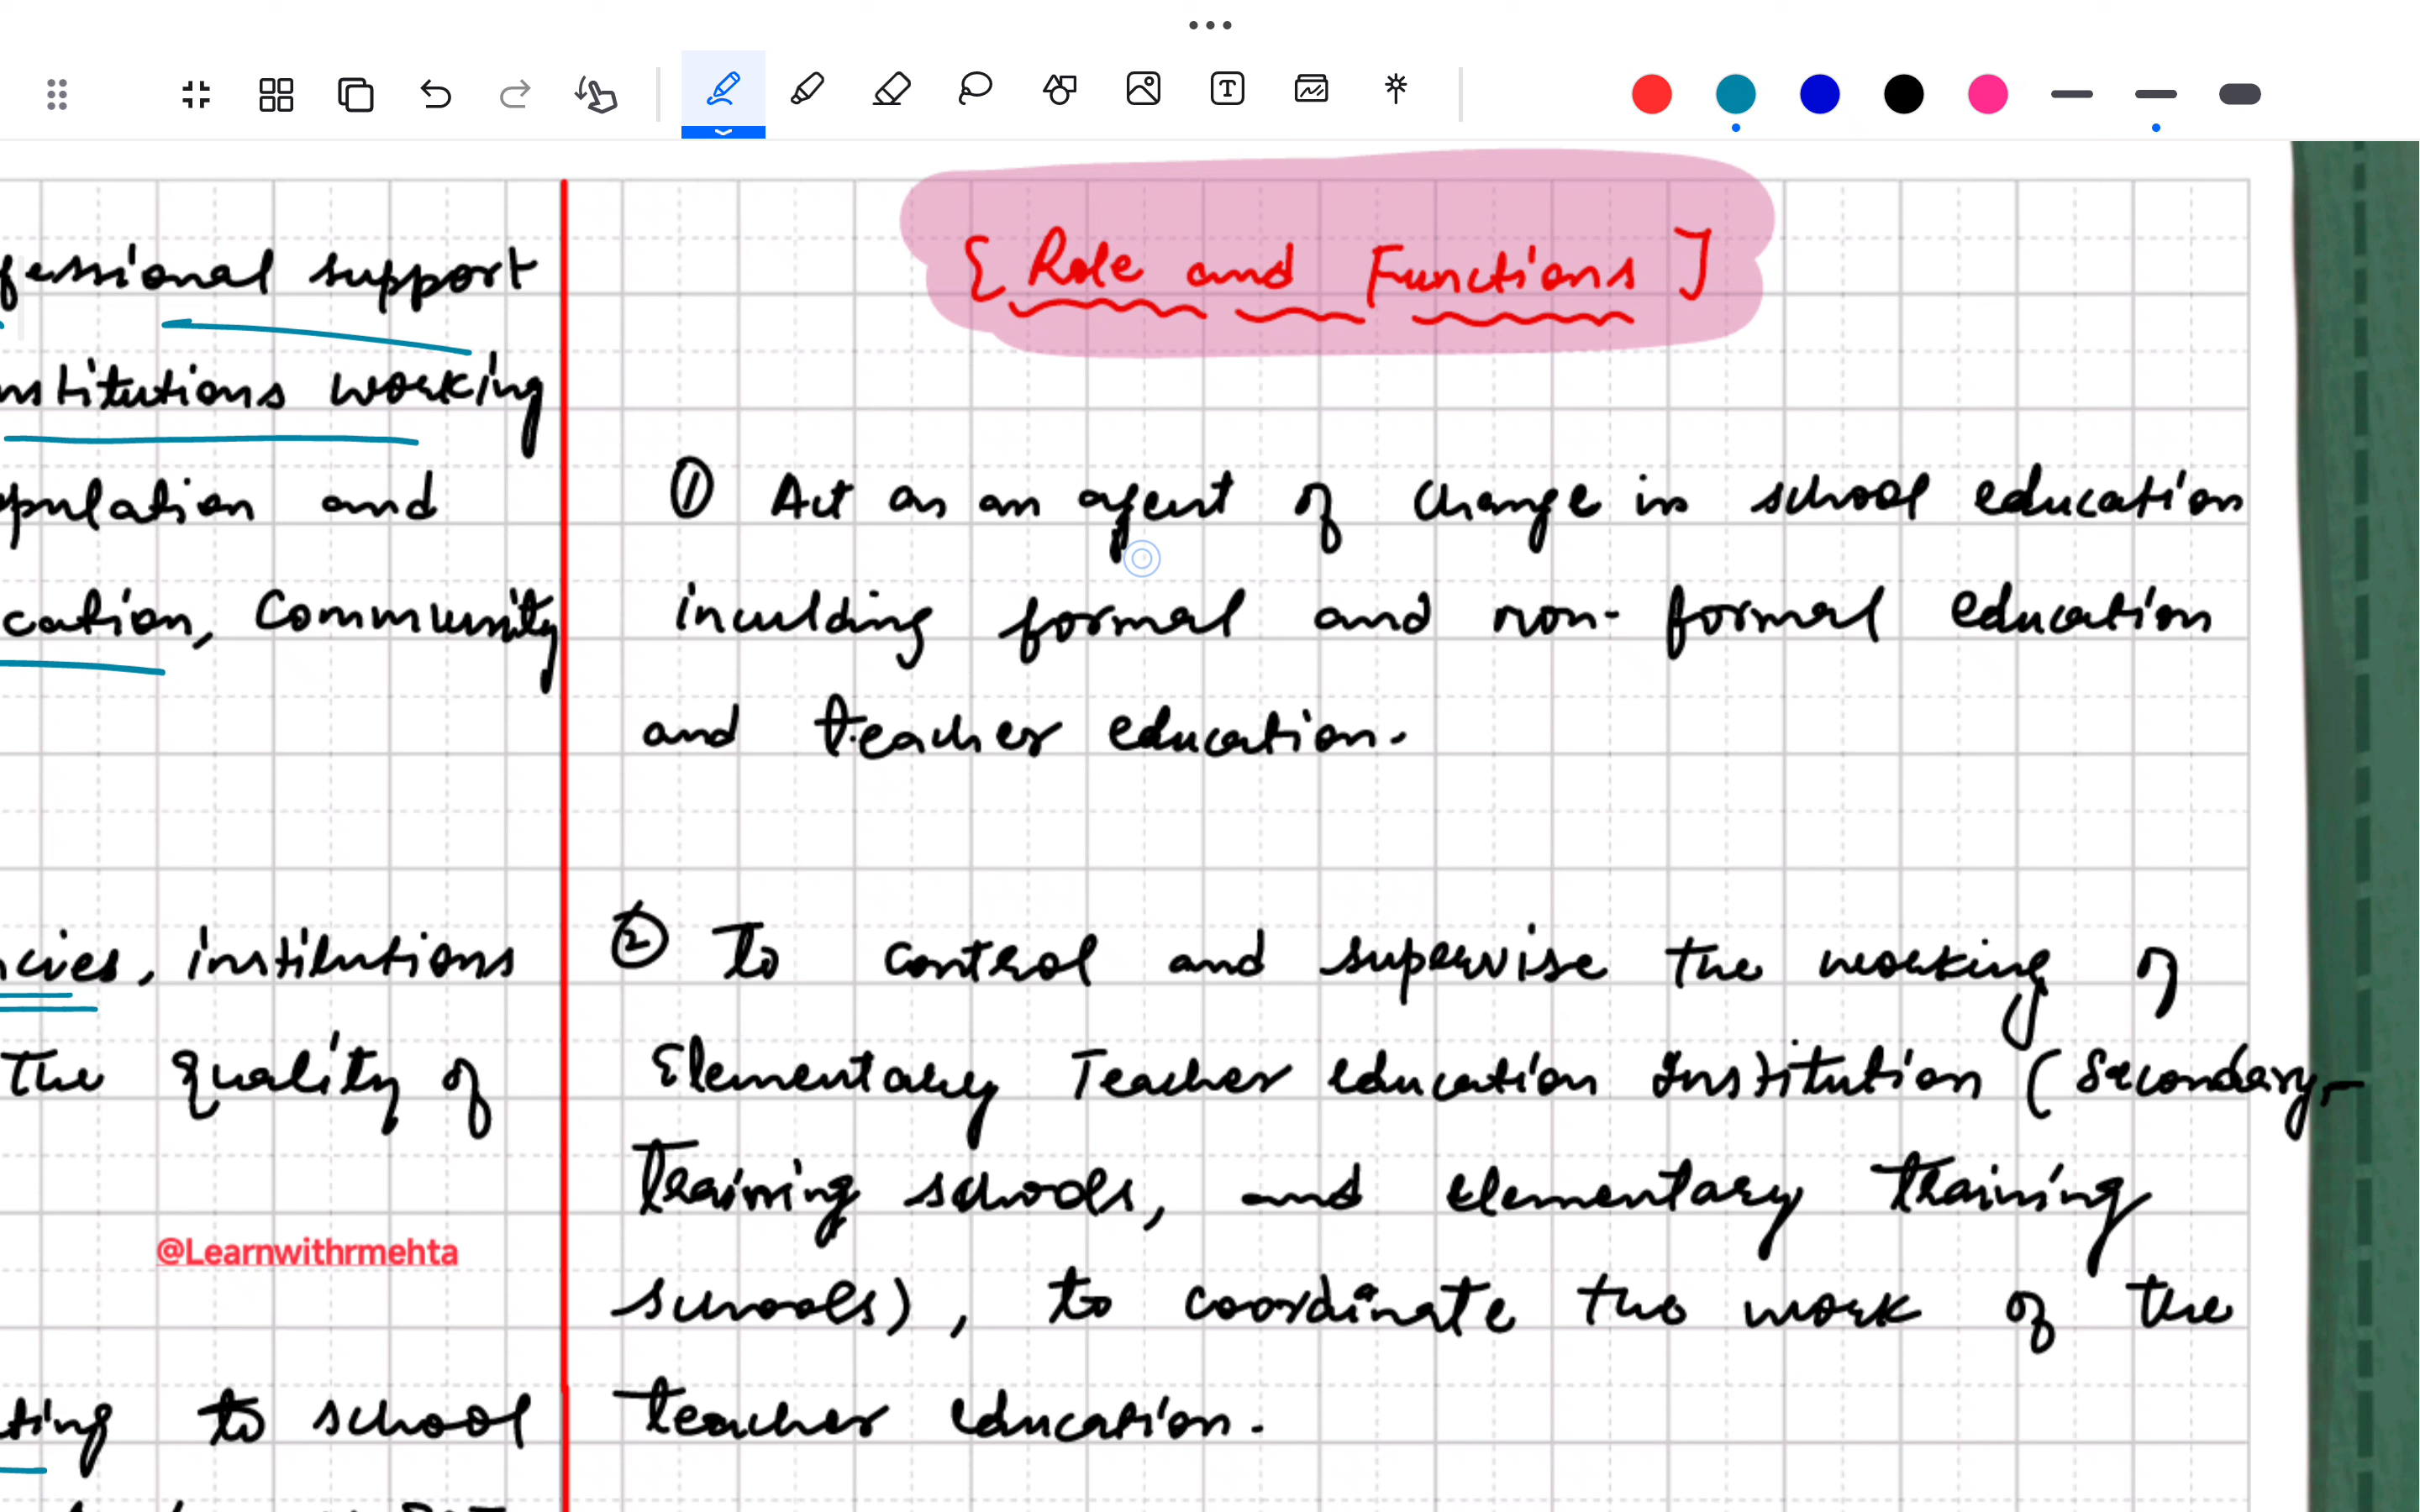 fessional support
nstitutions working
opulation and
cation, Community
ncies, institutions
the quality of
@Learnwithrmehta
ting to school
{ Role and Functions ]
① Act as an agent of change in school education
inculding formal and non-formal education
and teacher education.
② To control and supervise the working of
Elementary Teacher education Institution (Secondary-
training schools, and elementary training
schools), to coordinate the work of the
teacher education.